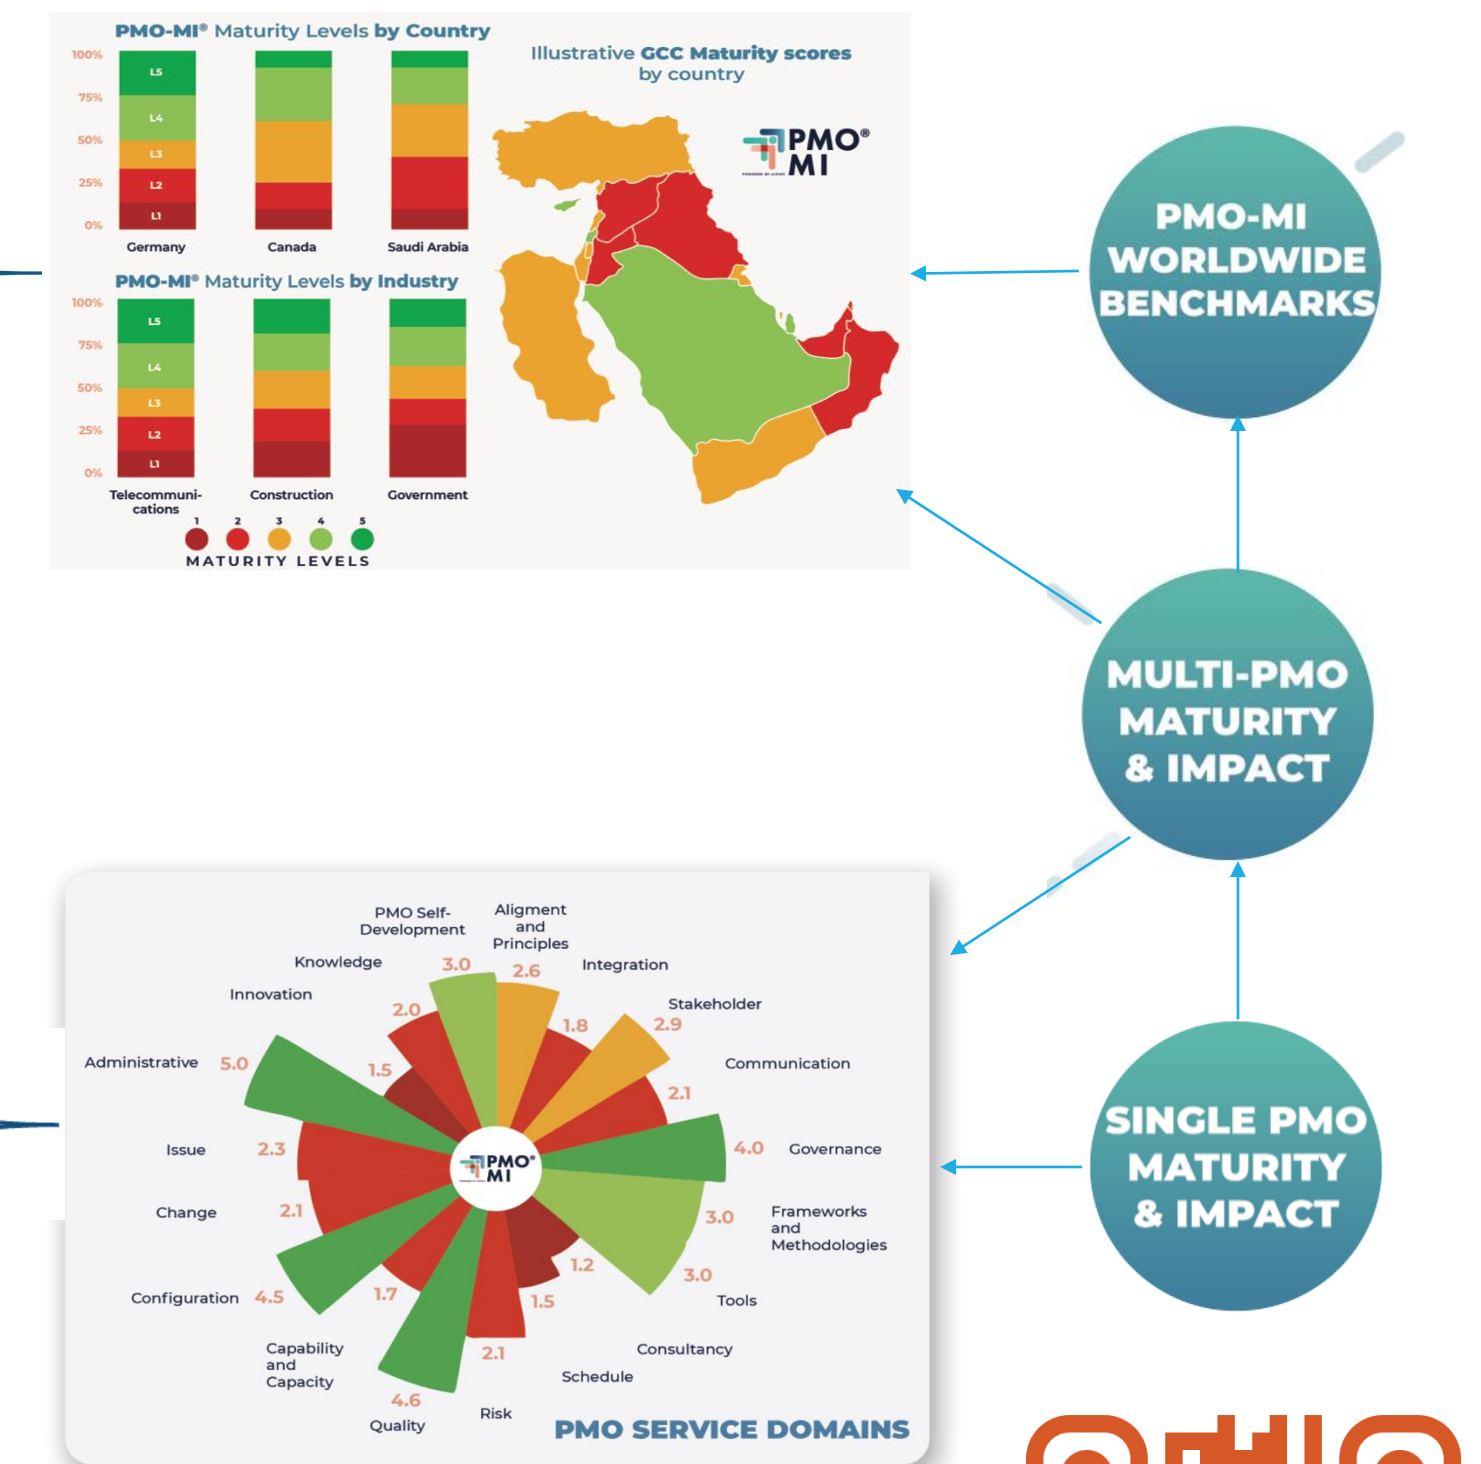 PMO-MI® Maturity Levels by Country
100%
75%
50%
25%
0%
L5
L4
L3
L2
L1
Germany
Canada
Saudi Arabia
PMO-MI® Maturity Levels by Industry
100%
75%
50%
25%
0%
L5
L4
L3
L2
L1
Telecommuni-
cations
Construction
Government
1 2 3 4 5
MATURITY LEVELS
Illustrative GCC Maturity scores
by country
PMO®
MI
PMO-MI
WORLDWIDE
BENCHMARKS
MULTI-PMO
MATURITY
& IMPACT
SINGLE PMO
MATURITY
& IMPACT
PMO Self-
Development
3.0
Aligment
and
Principles
2.6
Integration
1.8
Stakeholder
2.9
Communication
2.1
Governance
4.0
Frameworks
and
Methodologies
3.0
Tools
3.0
Consultancy
1.2
Schedule
1.5
Risk
2.1
Quality
4.6
Capability
and
Capacity
1.7
Configuration
4.5
Change
2.1
Issue
2.3
Administrative
5.0
Innovation
1.5
Knowledge
2.0
PMO®
MI
PMO SERVICE DOMAINS